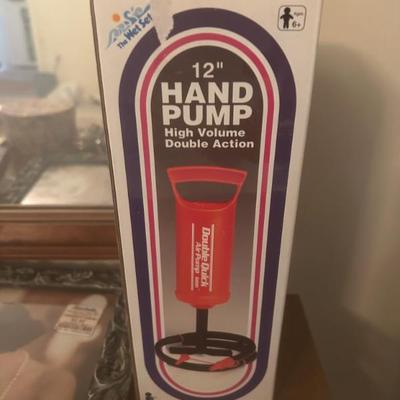 The Wet Set
Ages
6+
12"
HAND
PUMP
High Volume
Double Action
Double Quick
Air Pump